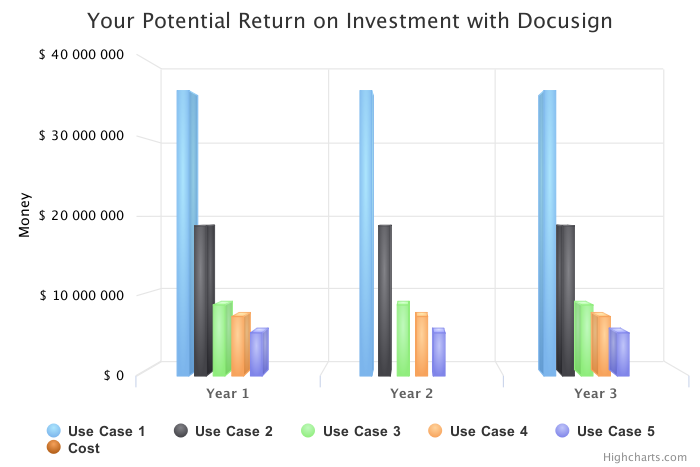 Your Potential Return on Investment with Docusign
$ 40 000 000
$ 30 000 000
$ 20 000 000
$ 10 000 000
$ 0
Money
Year 1
Year 2
Year 3
Use Case 1
Use Case 2
Use Case 3
Use Case 4
Use Case 5
Cost
Highcharts.com